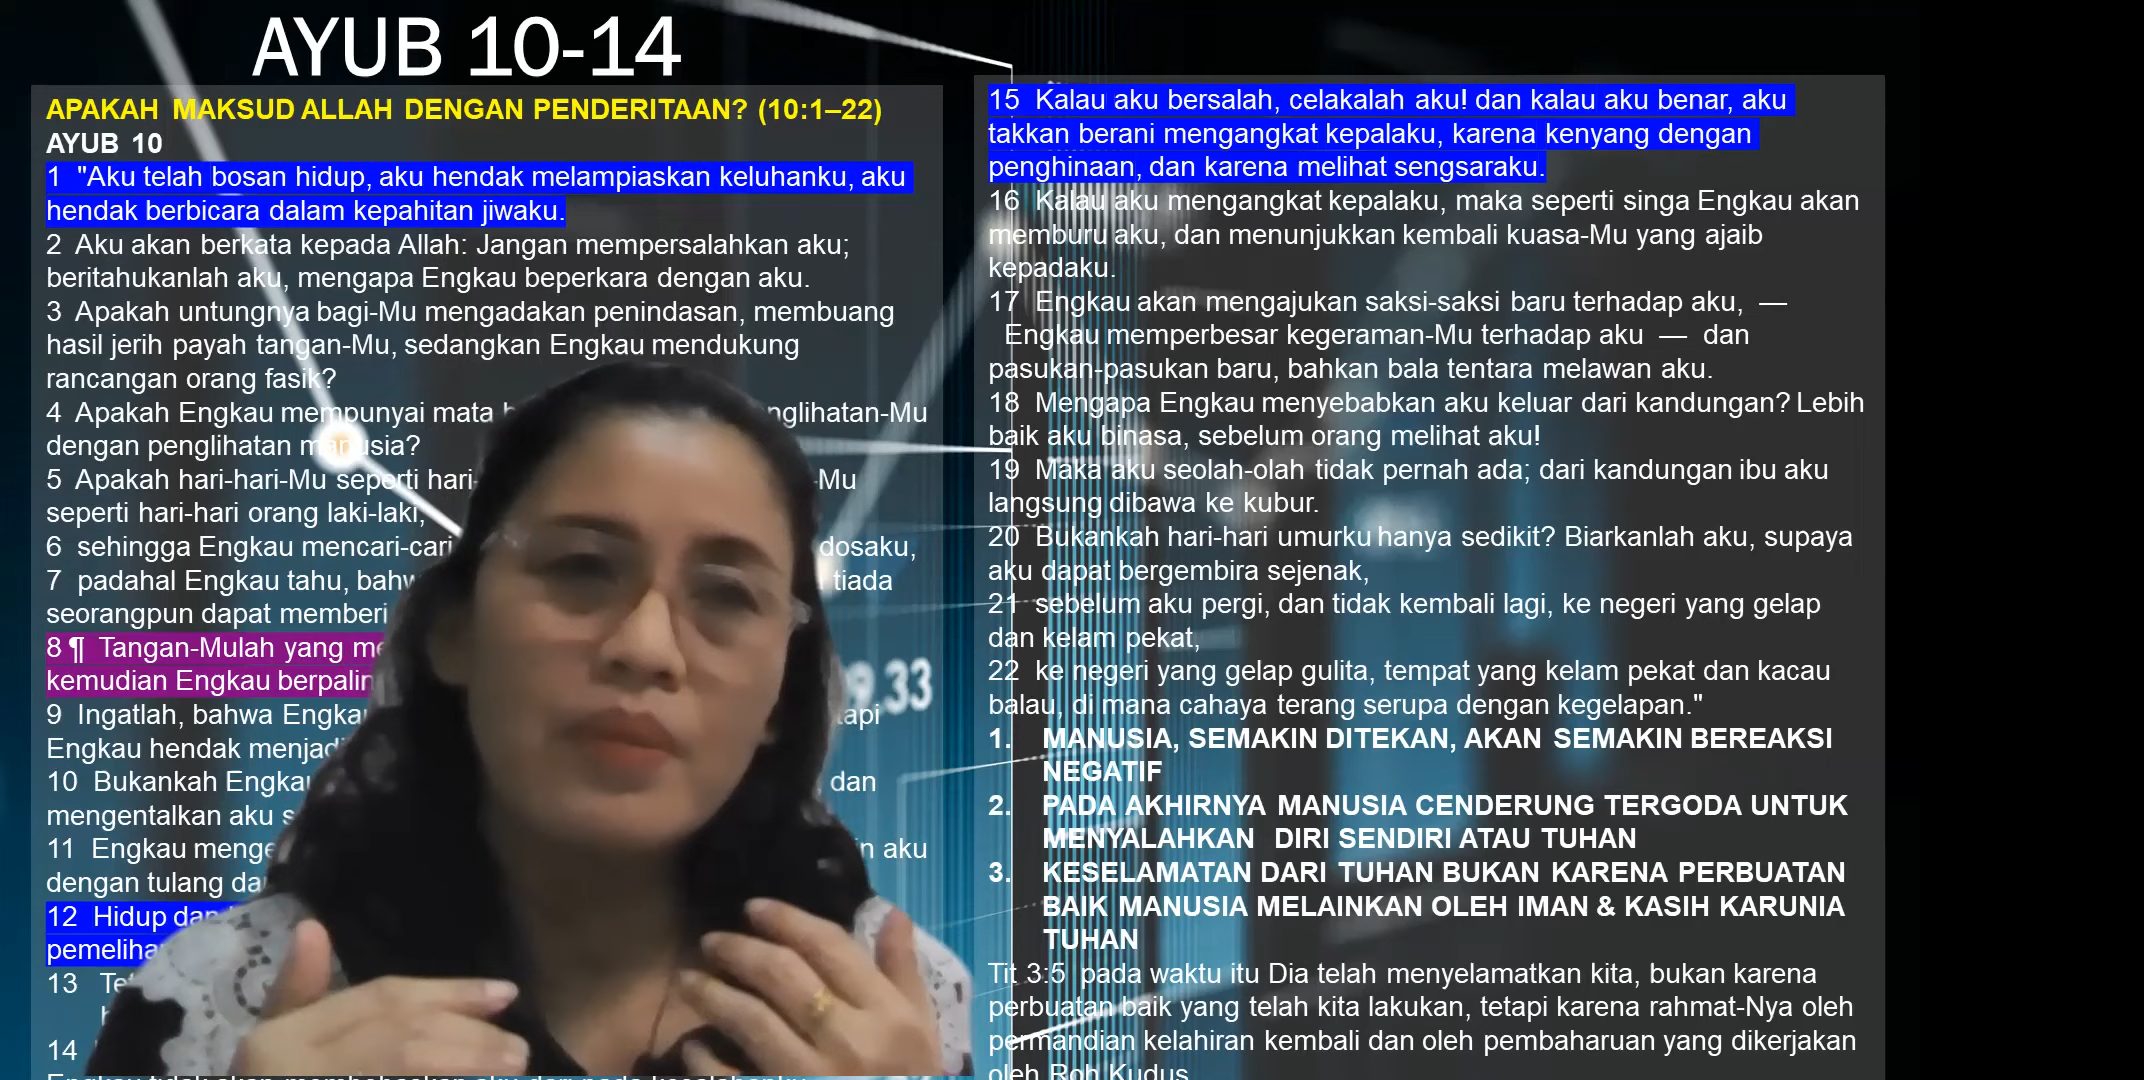 AYUB 10-14
APAKAH MAKSUD ALLAH DENGAN PENDERITAAN? (10:1–22)
AYUB 10
1 "Aku telah bosan hidup, aku hendak melampiaskan keluhanku, aku
hendak berbicara dalam kepahitan jiwaku.
2 Aku akan berkata kepada Allah: Jangan mempersalahkan aku;
beritahukanlah aku, mengapa Engkau beperkara dengan aku.
3 Apakah untungnya bagi-Mu mengadakan penindasan, membuang
hasil jerih payah tangan-Mu, sedangkan Engkau mendukung
rancangan orang fasik?
4 Apakah Engkau mempunyai mata nglihatan-Mu
dengan penglihatan manusia?
5 Apakah hari-hari-Mu seperti hari- -Mu
seperti hari-hari orang laki-laki,
6 sehingga Engkau mencari-cari dosaku,
7 padahal Engkau tahu, bahw tiada
seorangpun dapat memberi
8 ¶ Tangan-Mulah yang me
kemudian Engkau berpalin
9 Ingatlah, bahwa Engka tapi
Engkau hendak menjadi
10 Bukankah Engka , dan
mengentalkan aku s
11 Engkau menge n aku
dengan tulang da
12 Hidup dan
pemeliha
13 Tet
14
15 Kalau aku bersalah, celakalah aku! dan kalau aku benar, aku
takkan berani mengangkat kepalaku, karena kenyang dengan
penghinaan, dan karena melihat sengsaraku.
16 Kalau aku mengangkat kepalaku, maka seperti singa Engkau akan
memburu aku, dan menunjukkan kembali kuasa-Mu yang ajaib
kepadaku.
17 Engkau akan mengajukan saksi-saksi baru terhadap aku, —
Engkau memperbesar kegeraman-Mu terhadap aku — dan
pasukan-pasukan baru, bahkan bala tentara melawan aku.
18 Mengapa Engkau menyebabkan aku keluar dari kandungan? Lebih
baik aku binasa, sebelum orang melihat aku!
19 Maka aku seolah-olah tidak pernah ada; dari kandungan ibu aku
langsung dibawa ke kubur.
20 Bukankah hari-hari umurku hanya sedikit? Biarkanlah aku, supaya
aku dapat bergembira sejenak,
21 sebelum aku pergi, dan tidak kembali lagi, ke negeri yang gelap
dan kelam pekat,
22 ke negeri yang gelap gulita, tempat yang kelam pekat dan kacau
balau, di mana cahaya terang serupa dengan kegelapan."
1. MANUSIA, SEMAKIN DITEKAN, AKAN SEMAKIN BEREAKSI
NEGATIF
2. PADA AKHIRNYA MANUSIA CENDERUNG TERGODA UNTUK
MENYALAHKAN DIRI SENDIRI ATAU TUHAN
3. KESELAMATAN DARI TUHAN BUKAN KARENA PERBUATAN
BAIK MANUSIA MELAINKAN OLEH IMAN & KASIH KARUNIA
TUHAN
Tit 3:5 pada waktu itu Dia telah menyelamatkan kita, bukan karena
perbuatan baik yang telah kita lakukan, tetapi karena rahmat-Nya oleh
permandian kelahiran kembali dan oleh pembaharuan yang dikerjakan
oleh Roh Kudus
9.33